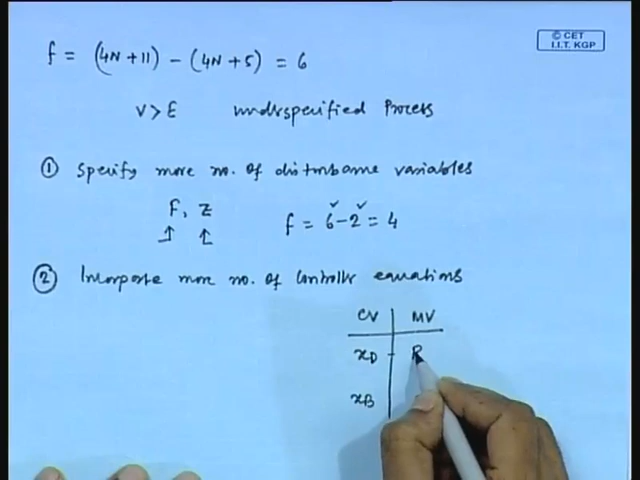 © CET
I.I.T. KGP
f = (4N + 11) - (4N + 5) = 6
V > E underspecified Process
① Specify more no. of disturbance variables
F, Z f = 6 - 2 = 4
② Incorporate more no. of Controller equations
CV MV
xD R
xB